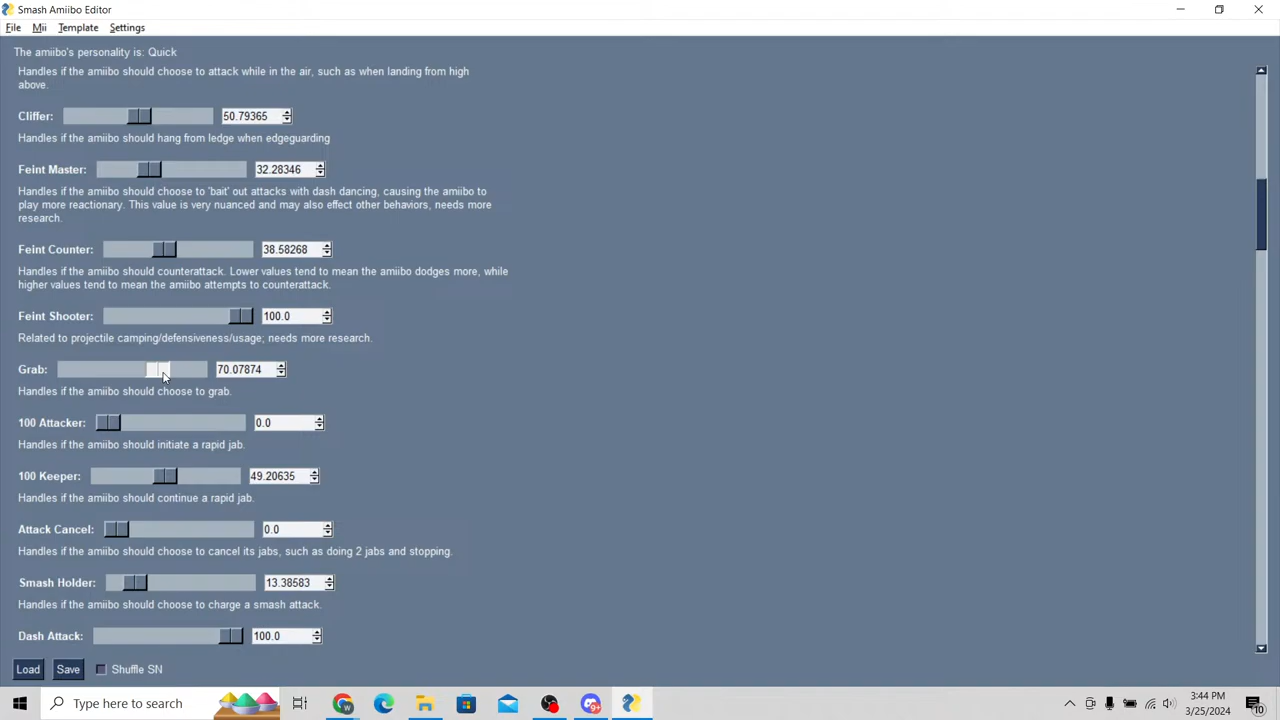 Smash Amiibo Editor
File Mii Template Settings
The amiibo's personality is: Quick
Handles if the amiibo should choose to attack while in the air, such as when landing from high
above.
Cliffer: 50.79365
Handles if the amiibo should hang from ledge when edgeguarding
Feint Master: 32.28346
Handles if the amiibo should choose to 'bait' out attacks with dash dancing, causing the amiibo to
play more reactionary. This value is very nuanced and may also effect other behaviors, needs more
research.
Feint Counter: 38.58268
Handles if the amiibo should counterattack. Lower values tend to mean the amiibo dodges more, while
higher values tend to mean the amiibo attempts to counterattack.
Feint Shooter: 100.0
Related to projectile camping/defensiveness/usage; needs more research.
Grab: 70.07874
Handles if the amiibo should choose to grab.
100 Attacker: 0.0
Handles if the amiibo should initiate a rapid jab.
100 Keeper: 49.20635
Handles if the amiibo should continue a rapid jab.
Attack Cancel: 0.0
Handles if the amiibo should choose to cancel its jabs, such as doing 2 jabs and stopping.
Smash Holder: 13.38583
Handles if the amiibo should choose to charge a smash attack.
Dash Attack: 100.0
Load Save Shuffle SN
Type here to search
3:44 PM
3/25/2024